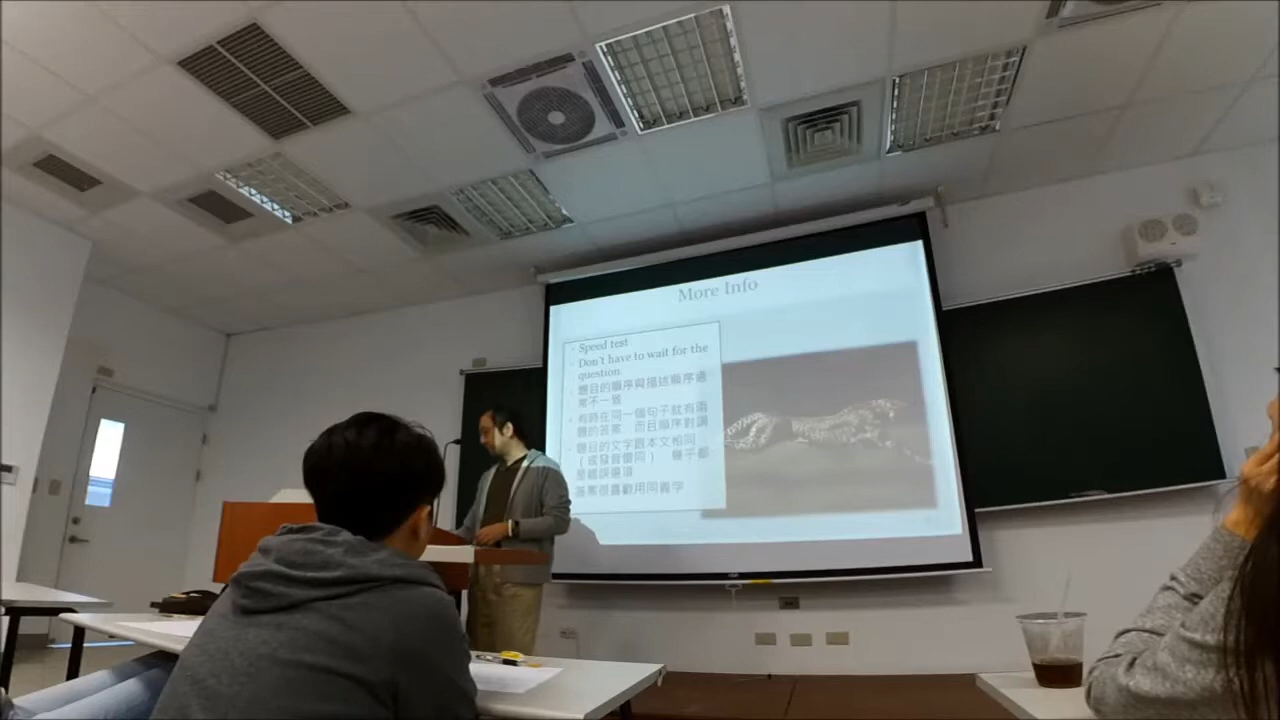 More Info
Speed test
Don't have to wait for the
question.
題目的順序與描述順序通
常不一致
有時在同一個句子就有兩
題的答案，而且順序對調
題目的文字跟本文相同
（或發音相同）　幾乎都
是錯誤選項
答案很喜歡用同義字